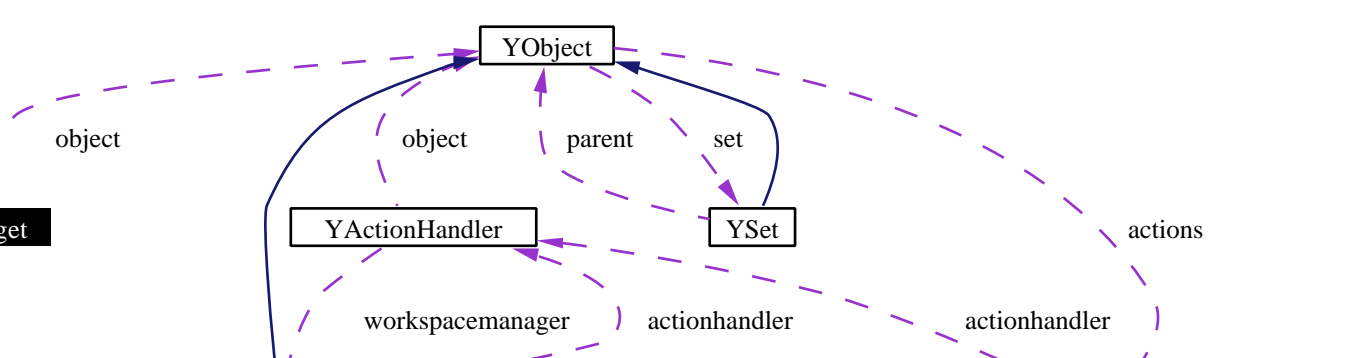 YObject
object
object
parent
set
get
YActionHandler
YSet
actions
workspacemanager
actionhandler
actionhandler